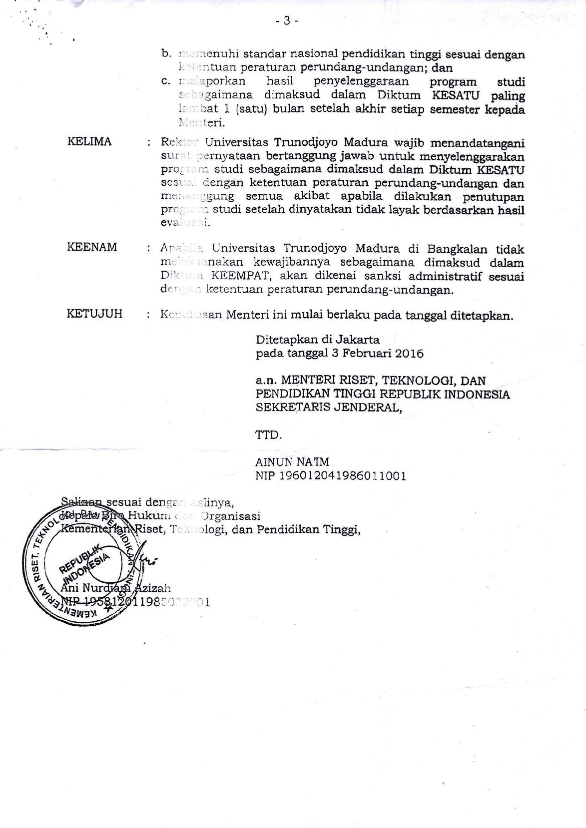 - 3 -
b. memenuhi standar nasional pendidikan tinggi sesuai dengan
ketentuan peraturan perundang-undangan; dan
c. melaporkan hasil penyelenggaraan program studi
sebagaimana dimaksud dalam Diktum KESATU paling
lambat 1 (satu) bulan setelah akhir setiap semester kepada
Menteri.
KELIMA : Rektor Universitas Trunodjoyo Madura wajib menandatangani
surat pernyataan bertanggung jawab untuk menyelenggarakan
program studi sebagaimana dimaksud dalam Diktum KESATU
sesuai dengan ketentuan peraturan perundang-undangan dan
menanggung semua akibat apabila dilakukan penutupan
program studi setelah dinyatakan tidak layak berdasarkan hasil
evaluasi.
KEENAM : Apabila Universitas Trunodjoyo Madura di Bangkalan tidak
melaksanakan kewajibannya sebagaimana dimaksud dalam
Diktum KEEMPAT, akan dikenai sanksi administratif sesuai
dengan ketentuan peraturan perundang-undangan.
KETUJUH : Keputusan Menteri ini mulai berlaku pada tanggal ditetapkan.
Ditetapkan di Jakarta
pada tanggal 3 Februari 2016
a.n. MENTERI RISET, TEKNOLOGI, DAN
PENDIDIKAN TINGGI REPUBLIK INDONESIA
SEKRETARIS JENDERAL,
TTD.
AINUN NA'IM
NIP 196012041986011001
Salinan sesuai dengan aslinya,
Kepala Biro Hukum dan Organisasi
Kementerian Riset, Teknologi, dan Pendidikan Tinggi,
REPUBLIK
INDONESIA
Ani Nurdiani Azizah
NIP